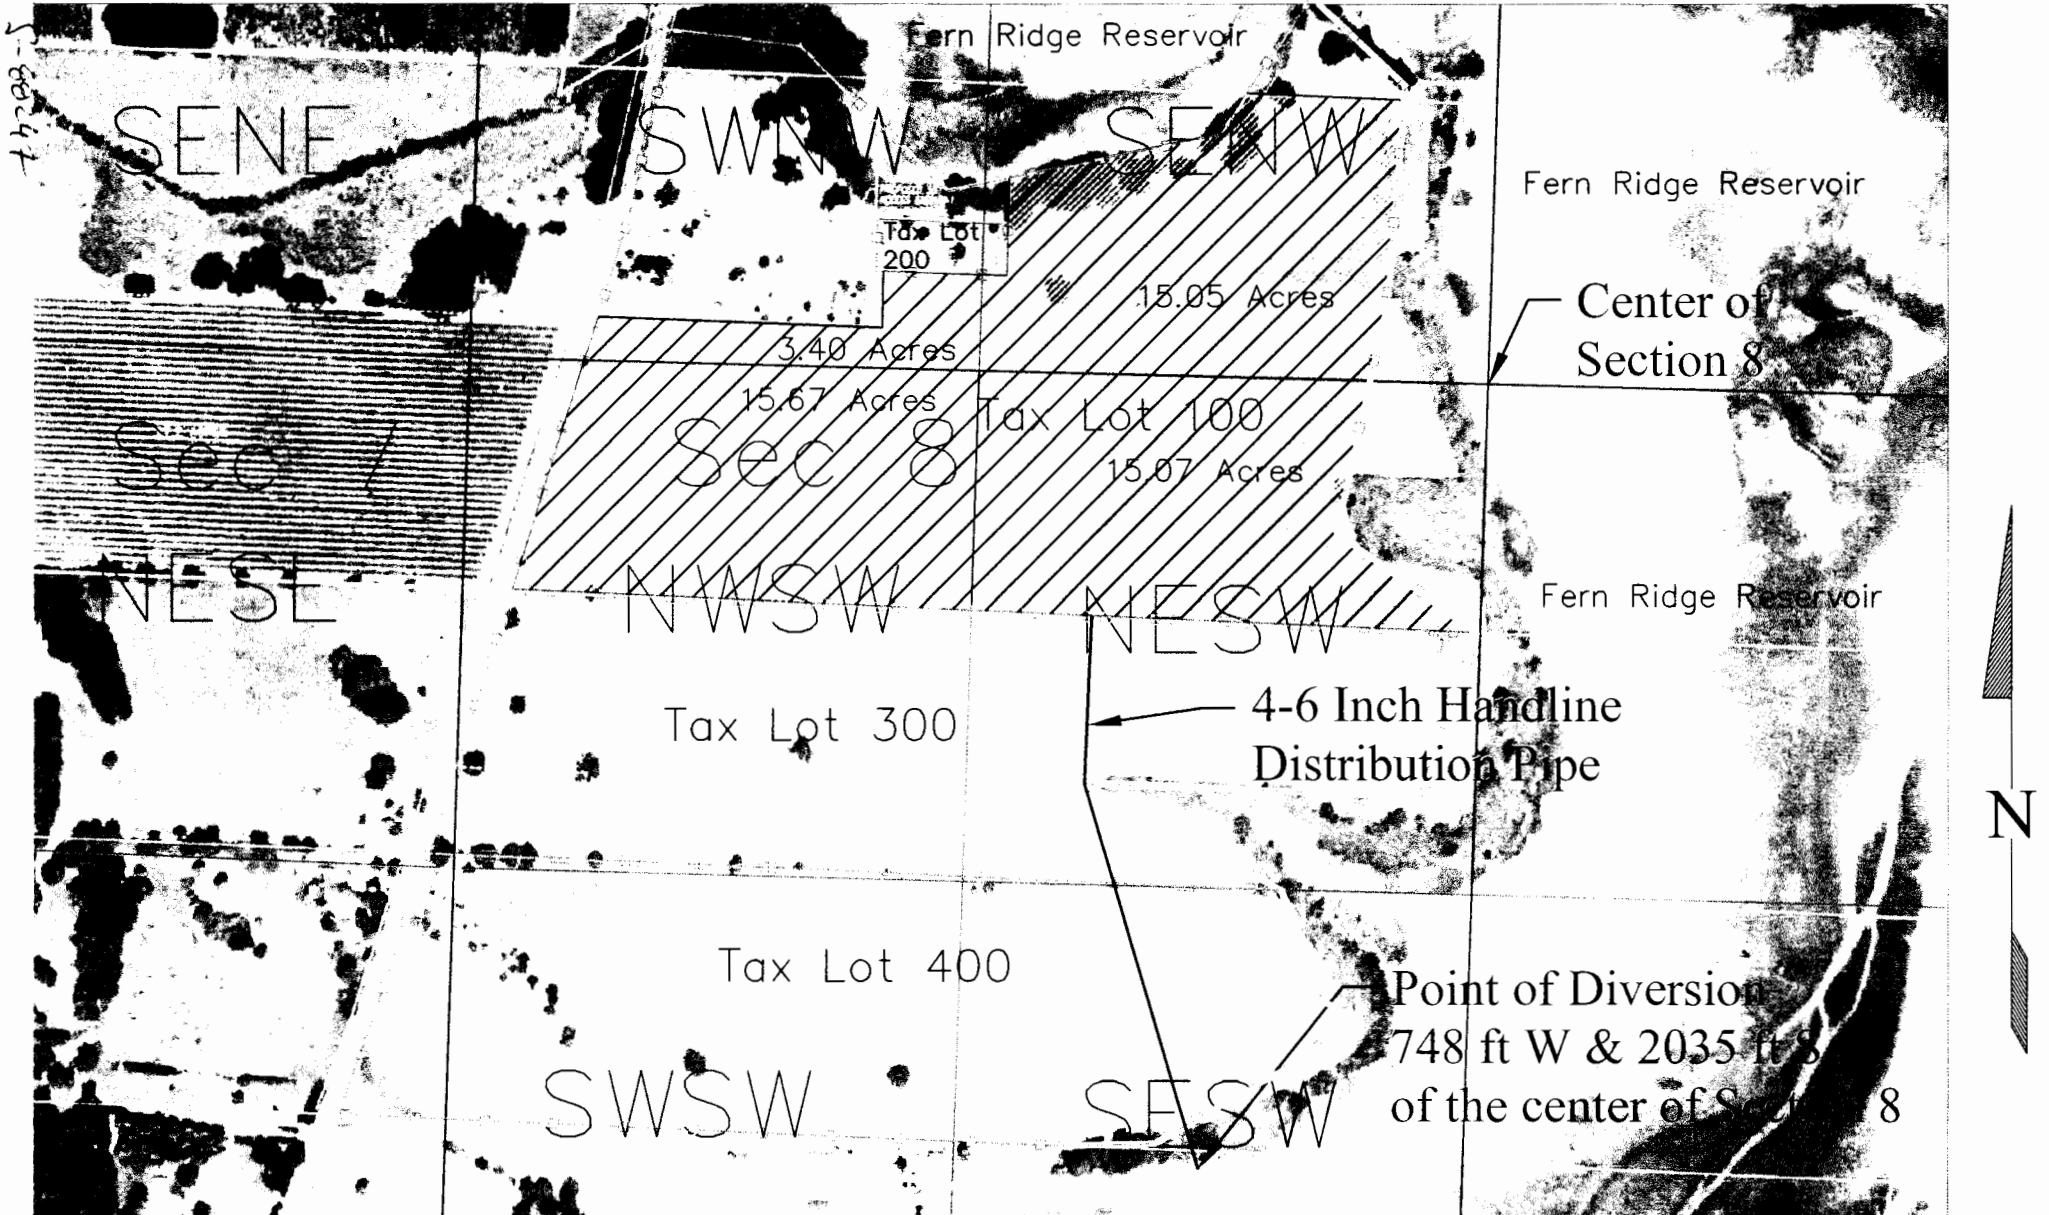 S-88247
Fern Ridge Reservoir
SENE
SWNW
SENW
Fern Ridge Reservoir
Tax Lot
200
15.05 Acres
Center of
Section 8
3.40 Acres
15.67 Acres
Tax Lot 100
Sec 7
Sec 8
15.07 Acres
NESE
NWSW
NESW
Fern Ridge Reservoir
Tax Lot 300
4-6 Inch Handline
Distribution Pipe
N
Tax Lot 400
Point of Diversion
748 ft W & 2035 ft S
of the center of Section 8
SWSW
SESW